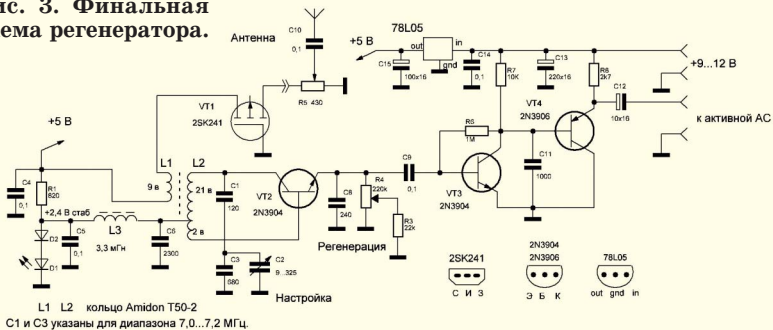 ис. 3. Финальная
ема регенератора.
Антенна
C10
0,1
R5 430
VT1
2SK241
+5 В
78L05
out
in
gnd
C15
100x16
C14
0,1
R7
10K
C13
220x16
R8
2k7
+9...12 В
VT4
2N3906
C12
10x16
к активной АС
R6
1M
C11
1000
VT3
2N3904
+5 В
C4
0,1
R1
820
+2,4 В стаб
D2
D1
C5
0,1
L3
3,3 мГн
C6
2300
L1
L2
9 в
21 в
2 в
C1
120
C3
680
C2
9...325
Настройка
VT2
2N3904
C8
240
R4
220k
C9
0,1
R3
22k
Регенерация
2SK241
С И З
2N3904
2N3906
Э Б К
78L05
out gnd in
L1 L2 кольцо Amidon T50-2
C1 и C3 указаны для диапазона 7,0...7,2 МГц.